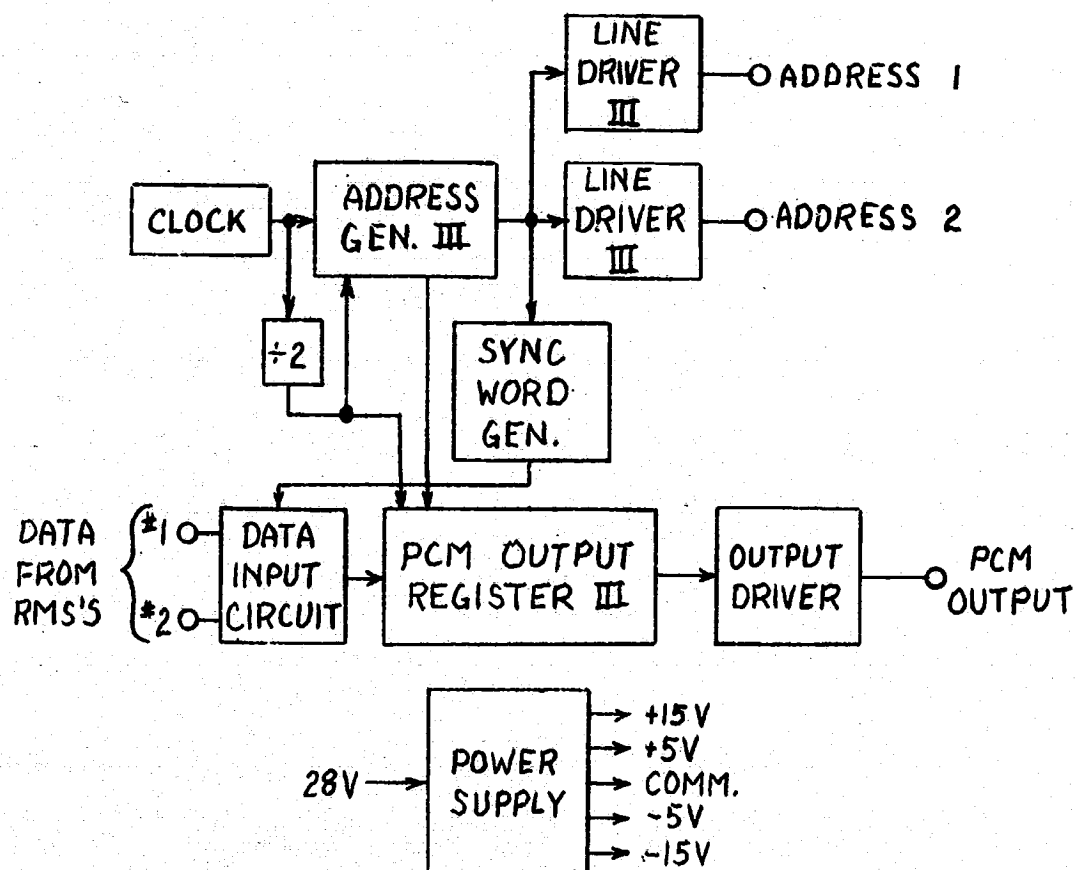 LINE
DRIVER
III
ADDRESS 1
CLOCK
ADDRESS
GEN. III
LINE
DRIVER
III
ADDRESS 2
÷2
SYNC
WORD
GEN.
DATA
FROM
RMS'S
#1
#2
DATA
INPUT
CIRCUIT
PCM OUTPUT
REGISTER III
OUTPUT
DRIVER
PCM
OUTPUT
28V
POWER
SUPPLY
+15V
+5V
COMM.
-5V
-15V